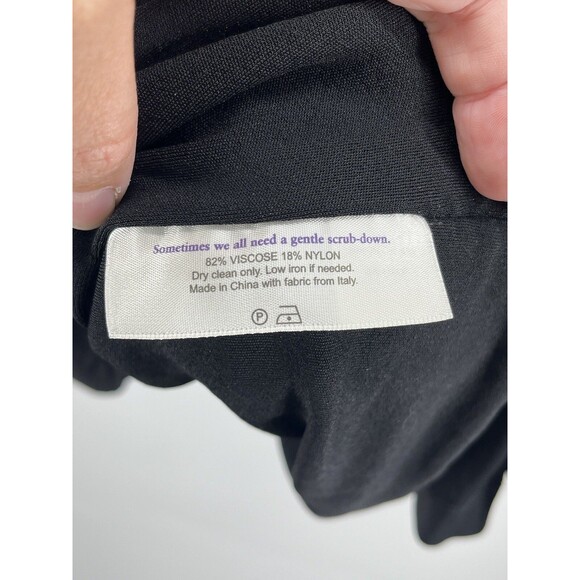 Sometimes we all need a gentle scrub-down.
82% VISCOSE 18% NYLON
Dry clean only. Low iron if needed.
Made in China with fabric from Italy.
P